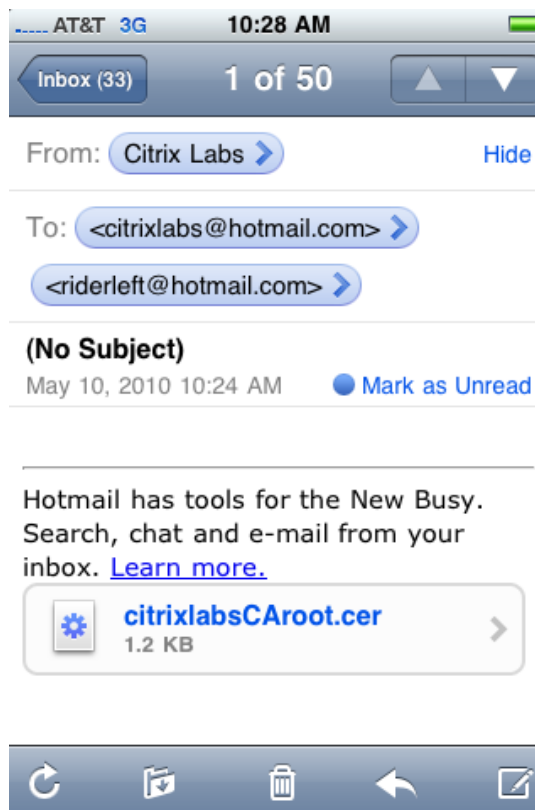 AT&T 3G 10:28 AM
Inbox (33) 1 of 50
From: Citrix Labs Hide
To: <citrixlabs@hotmail.com>
<riderleft@hotmail.com>
(No Subject)
May 10, 2010 10:24 AM Mark as Unread
Hotmail has tools for the New Busy.
Search, chat and e-mail from your
inbox. Learn more.
citrixlabsCAroot.cer
1.2 KB